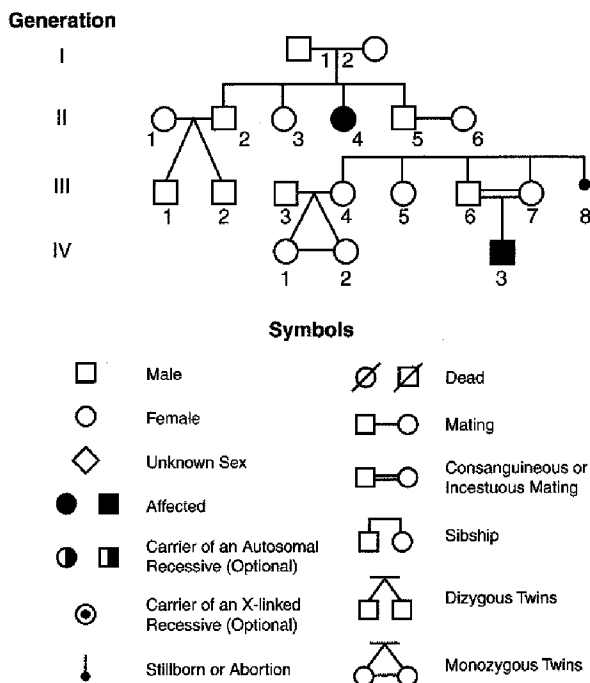 Generation
I
1 2
II
1 2 3 4 5 6
III
1 2 3 4 5 6 7 8
IV
1 2 3
Symbols
Male
Female
Unknown Sex
Affected
Carrier of an Autosomal
Recessive (Optional)
Carrier of an X-linked
Recessive (Optional)
Stillborn or Abortion
Dead
Mating
Consanguineous or
Incestuous Mating
Sibship
Dizygous Twins
Monozygous Twins